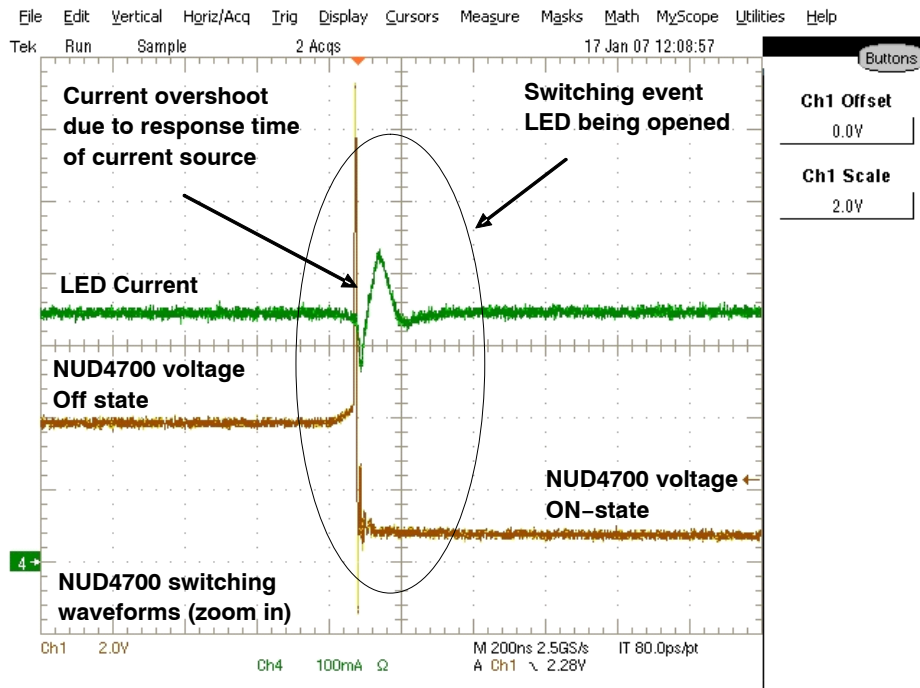 File Edit Vertical Horiz/Acq Trig Display Cursors Measure Masks Math MyScope Utilities Help
Tek Run Sample 2 Acqs 17 Jan 07 12:08:57
Buttons
Ch1 Offset
0.0V
Ch1 Scale
2.0V
Current overshoot
due to response time
of current source
Switching event
LED being opened
LED Current
NUD4700 voltage
Off state
NUD4700 voltage
ON−state
4
NUD4700 switching
waveforms (zoom in)
Ch1 2.0V M 200ns 2.5GS/s IT 80.0ps/pt
Ch4 100mA Ω A Ch1 ∖ 2.28V